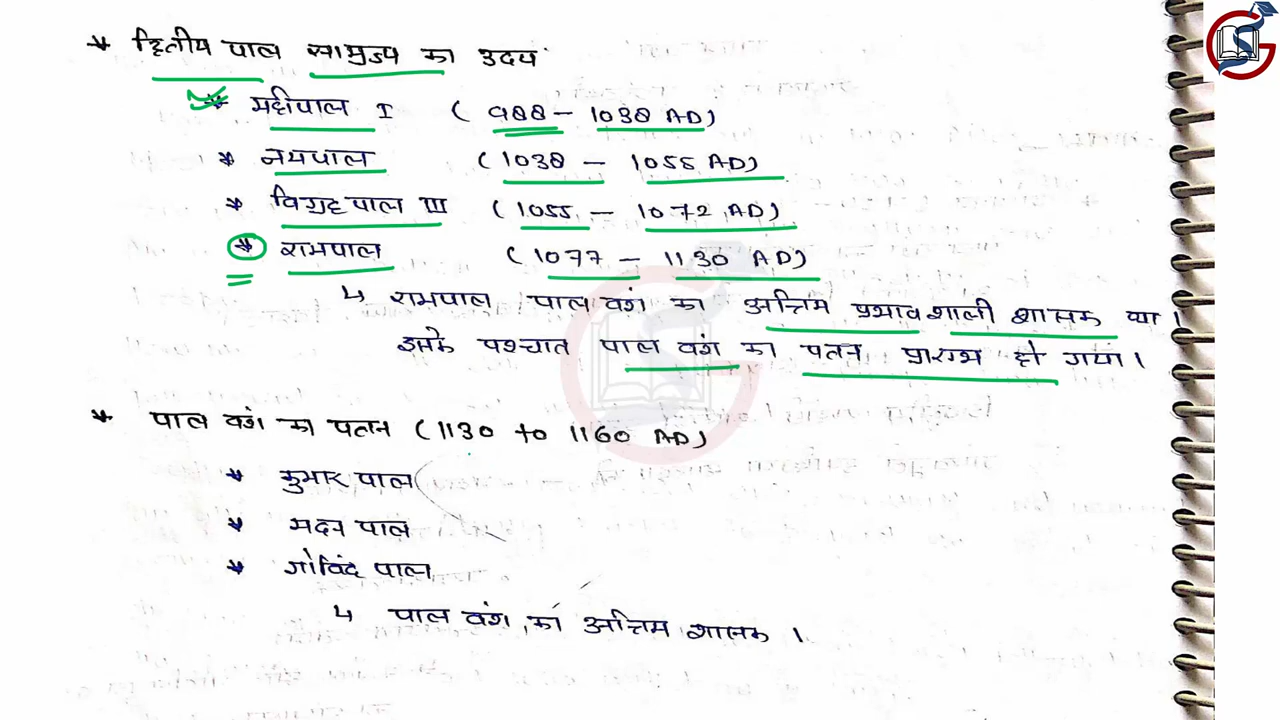 * द्वितीय पाल साम्राज्य का उदय
* महीपाल I ( 988 – 1038 AD)
* नयपाल (1038 – 1055 AD)
* विग्रहपाल III (1055 – 1072 AD)
* रामपाल (1077 – 1130 AD)
↳ रामपाल पाल वंश का अन्तिम प्रभावशाली शासक था।
इसके पश्चात पाल वंश का पतन प्रारम्भ हो गया।
* पाल वंश का पतन (1130 to 1160 AD)
* कुमार पाल
* मदन पाल
* गोविंद पाल
↳ पाल वंश का अन्तिम शासक ।